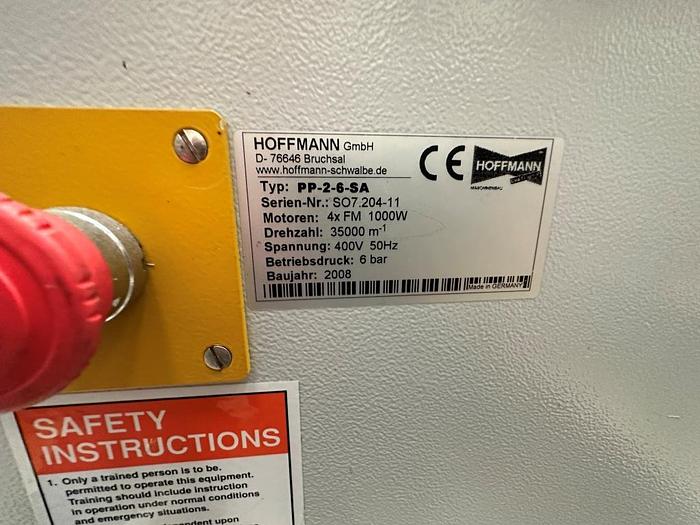 HOFFMANN GmbH
D- 76646 Bruchsal
www.hoffmann-schwalbe.de
CE
HOFFMANN
MASCHINENBAU
Typ: PP-2-6-SA
Serien-Nr.: SO7.204-11
Motoren: 4x FM 1000W
Drehzahl: 35000 m⁻¹
Spannung: 400V 50Hz
Betriebsdruck: 6 bar
Baujahr: 2008
Made in GERMANY
SAFETY
INSTRUCTIONS
1. Only a trained person is to be
permitted to operate this equipment.
Training should include instruction
in operation under normal conditions
and emergency situations.
upon